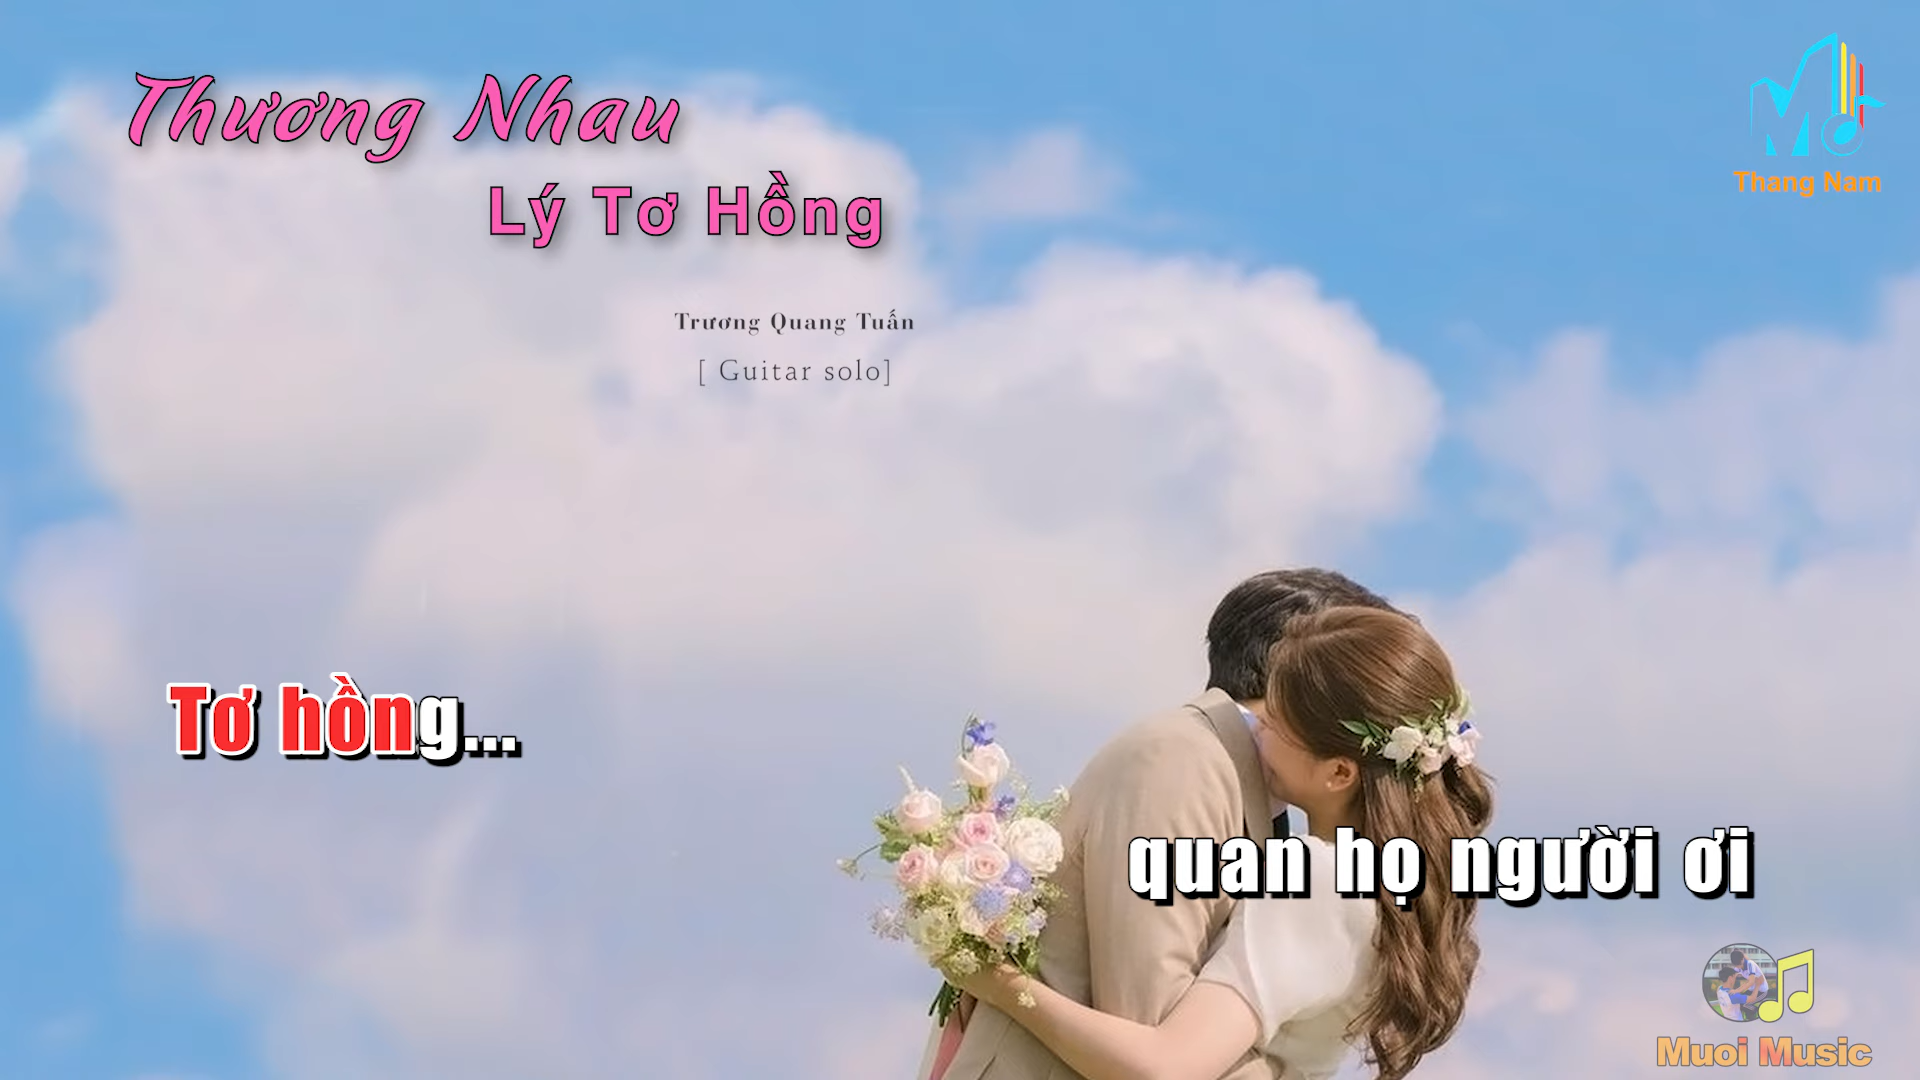 Thương Nhau
Lý Tơ Hồng
Thang Nam
Trương Quang Tuấn
[ Guitar solo]
Tơ hồng...
quan họ người ơi
Muoi Music